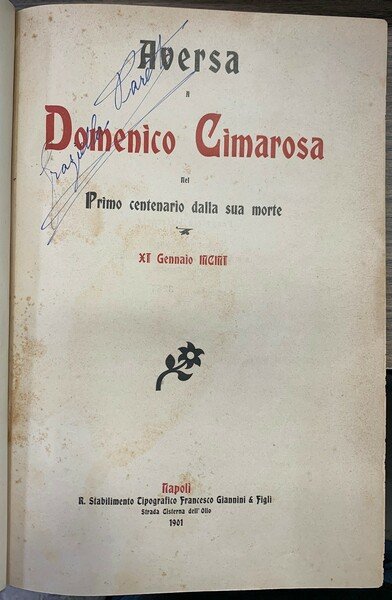 Aversa
A
Domenico Cimarosa
Nel
Primo centenario dalla sua morte
XI Gennaio MCMI
Napoli
R. Stabilimento Tipografico Francesco Giannini & Figli
Strada Cisterna dell' Olio
1901